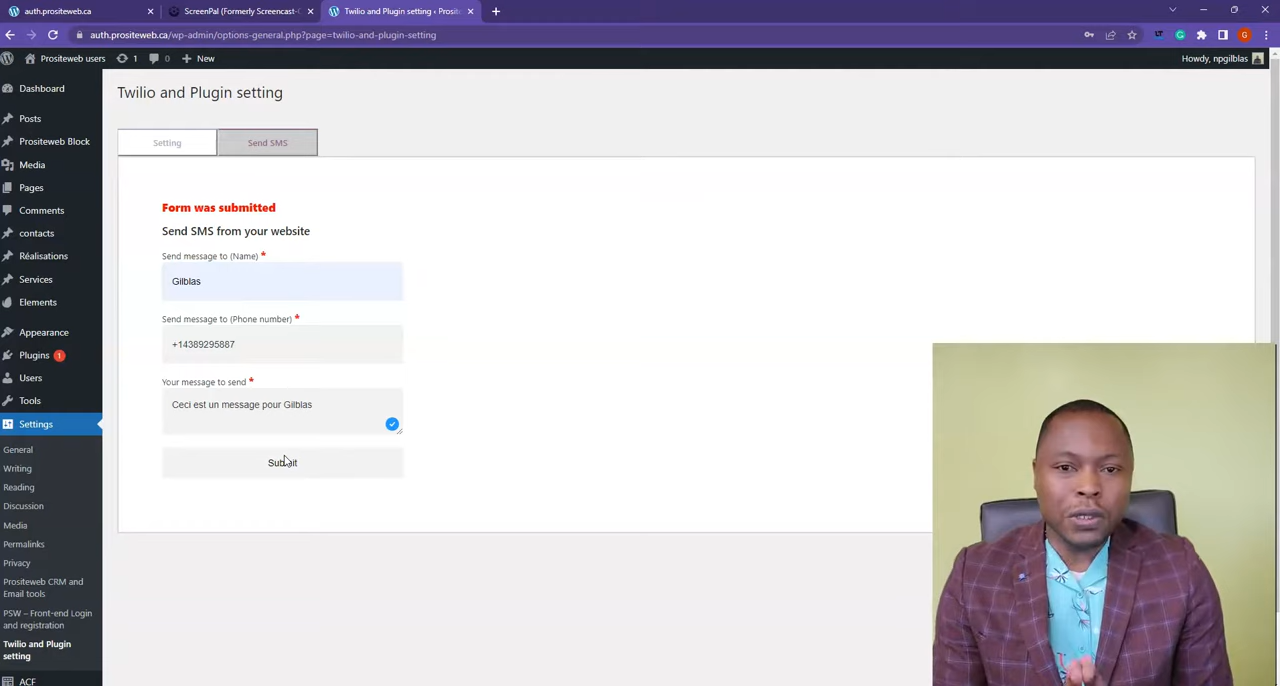 auth.prositeweb.ca
ScreenPal (Formerly Screencast-O
Twilio and Plugin setting ‹ Prosit
auth.prositeweb.ca/wp-admin/options-general.php?page=twilio-and-plugin-setting
Prositeweb users
1
0
New
Howdy, npgilblas
Dashboard
Posts
Prositeweb Block
Media
Pages
Comments
contacts
Réalisations
Services
Elements
Appearance
Plugins 1
Users
Tools
Settings
General
Writing
Reading
Discussion
Media
Permalinks
Privacy
Prositeweb CRM and
Email tools
PSW – Front-end Login
and registration
Twilio and Plugin
setting
ACF
Twilio and Plugin setting
Setting
Send SMS
Form was submitted
Send SMS from your website
Send message to (Name) *
Gilblas
Send message to (Phone number) *
+14389295887
Your message to send *
Ceci est un message pour Gilblas
Submit